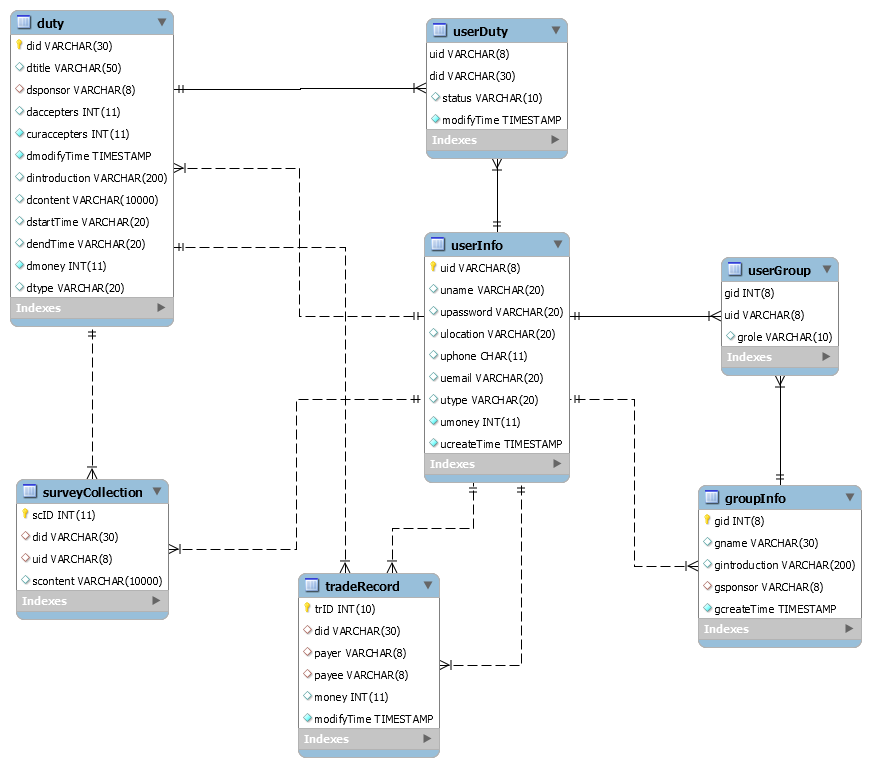 duty
did VARCHAR(30)
dtitle VARCHAR(50)
dsponsor VARCHAR(8)
daccepters INT(11)
curaccepters INT(11)
dmodifyTime TIMESTAMP
dintroduction VARCHAR(200)
dcontent VARCHAR(10000)
dstartTime VARCHAR(20)
dendTime VARCHAR(20)
dmoney INT(11)
dtype VARCHAR(20)
Indexes
userDuty
uid VARCHAR(8)
did VARCHAR(30)
status VARCHAR(10)
modifyTime TIMESTAMP
Indexes
userInfo
uid VARCHAR(8)
uname VARCHAR(20)
upassword VARCHAR(20)
ulocation VARCHAR(20)
uphone CHAR(11)
uemail VARCHAR(20)
utype VARCHAR(20)
umoney INT(11)
ucreateTime TIMESTAMP
Indexes
userGroup
gid INT(8)
uid VARCHAR(8)
grole VARCHAR(10)
Indexes
surveyCollection
scID INT(11)
did VARCHAR(30)
uid VARCHAR(8)
scontent VARCHAR(10000)
Indexes
tradeRecord
trID INT(10)
did VARCHAR(30)
payer VARCHAR(8)
payee VARCHAR(8)
money INT(11)
modifyTime TIMESTAMP
Indexes
groupInfo
gid INT(8)
gname VARCHAR(30)
gintroduction VARCHAR(200)
gsponsor VARCHAR(8)
gcreateTime TIMESTAMP
Indexes